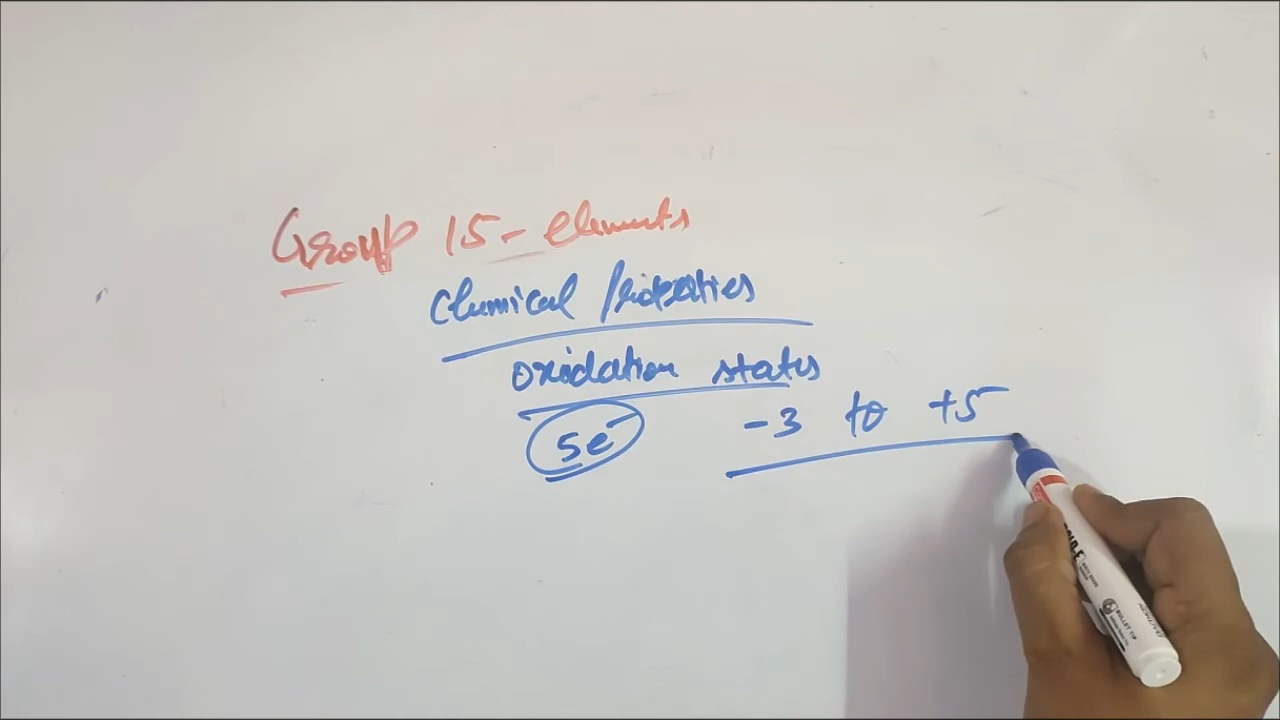 Group 15 - elements
Chemical Properties
oxidation states
5e⁻ -3 to +5